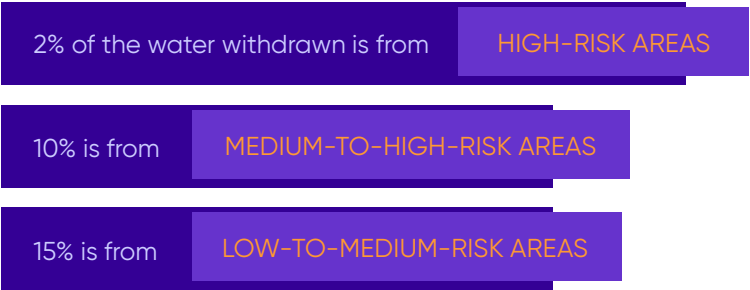 2% of the water withdrawn is from HIGH-RISK AREAS
10% is from MEDIUM-TO-HIGH-RISK AREAS
15% is from LOW-TO-MEDIUM-RISK AREAS